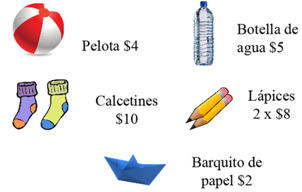 Pelota $4
Botella de
agua $5
Calcetines
$10
Lápices
2 x $8
Barquito de
papel $2